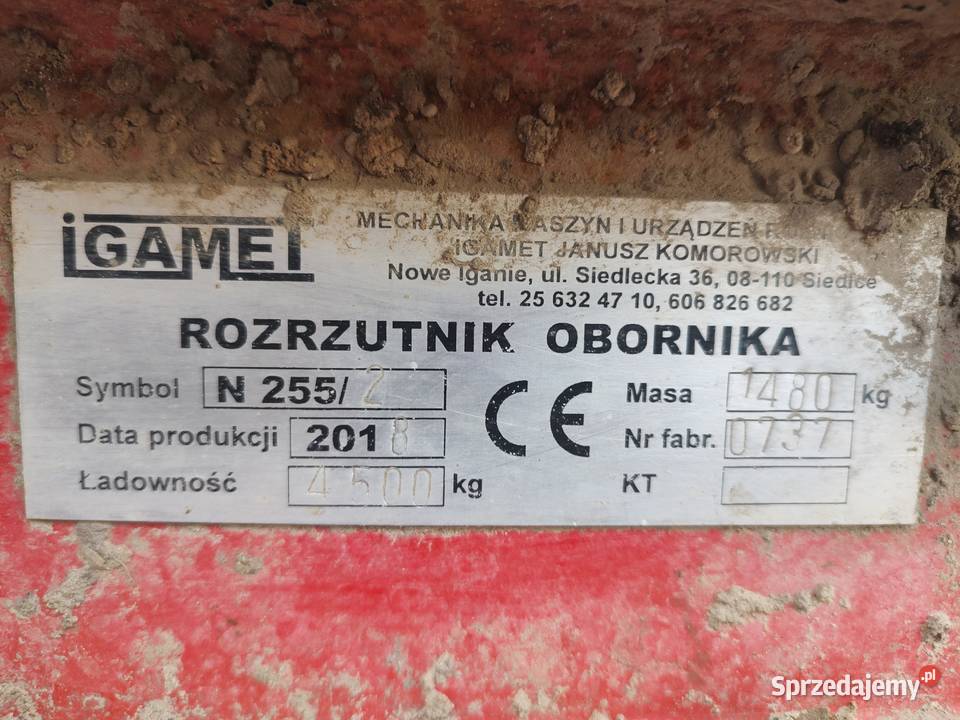 iGAMET
MECHANIKA MASZYN I URZĄDZEŃ
IGAMET JANUSZ KOMOROWSKI
Nowe Iganie, ul. Siedlecka 36, 08-110 Siedlce
tel. 25 632 47 10, 606 826 682
ROZRZUTNIK OBORNIKA
Symbol N 255/2
Masa 1480 kg
Data produkcji 2018
CE
Nr fabr. 0737
Ładowność 4500 kg
KT
Sprzedajemy.pl